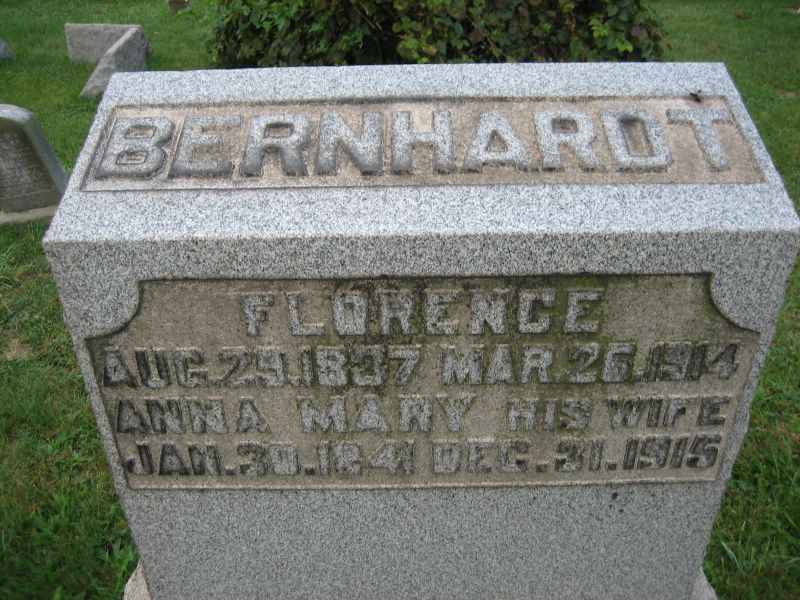 BERNHARDT
FLORENCE
AUG. 29. 1837 MAR. 26. 1914
ANNA MARY HIS WIFE
JAN. 30. 1841 DEC. 31. 1915